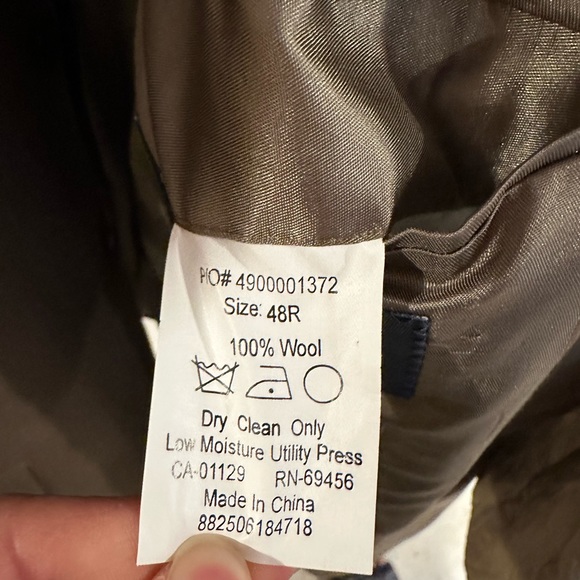 PO# 4900001372
Size: 48R
100% Wool
Dry Clean Only
Low Moisture Utility Press
CA-01129 RN-69456
Made In China
882506184718